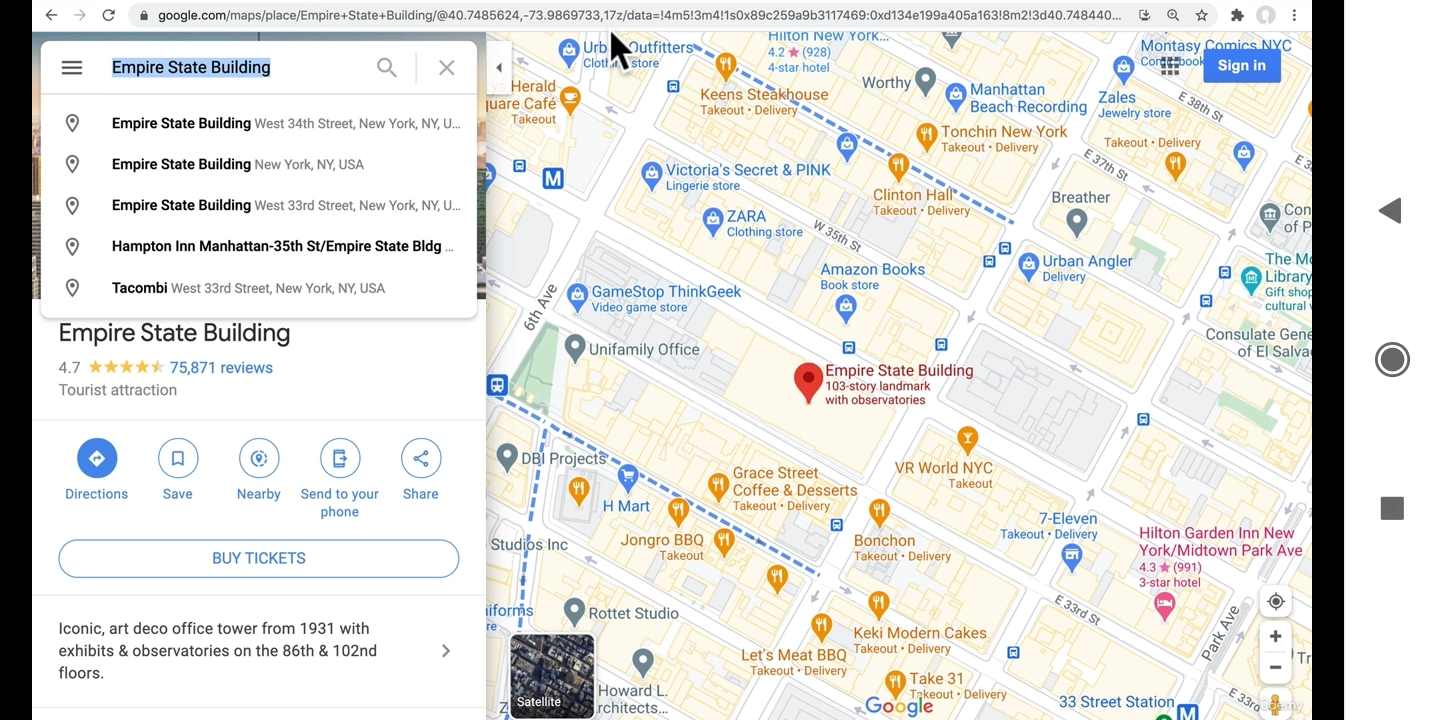 google.com/maps/place/Empire+State+Building/@40.7485624,-73.9869733,17z/data=!4m5!3m4!1s0x89c259a9b3117469:0xd134e199a405a163!8m2!3d40.748440...
Empire State Building
Empire State Building West 34th Street, New York, NY, U...
Empire State Building New York, NY, USA
Empire State Building West 33rd Street, New York, NY, U...
Hampton Inn Manhattan-35th St/Empire State Bldg ...
Tacombi West 33rd Street, New York, NY, USA
Empire State Building
4.7 75,871 reviews
Tourist attraction
Directions
Save
Nearby
Send to your
phone
Share
BUY TICKETS
Iconic, art deco office tower from 1931 with
exhibits & observatories on the 86th & 102nd
floors.
Sign in
Urb Outfitters
Cloth store
Hilton New York...
4.2 (928)
4-star hotel
Montasy Comics NYC
Comic book
Herald
quare Café
Takeout
Keens Steakhouse
Takeout • Delivery
Worthy
Manhattan
Beach Recording
Zales
Jewelry store
E 38th St
Tonchin New York
Takeout • Delivery
Takeout • Delivery
E 37th St
Victoria's Secret & PINK
Lingerie store
Clinton Hall
Takeout • Delivery
Breather
ZARA
Clothing store
W 35th St
Con
of P
Urban Angler
Delivery
The Mo
Library
Gift shop
cultural
Amazon Books
Book store
GameStop ThinkGeek
Video game store
6th Ave
Unifamily Office
Consulate Gene
of El Salva
Empire State Building
103-story landmark
with observatories
DBI Projects
Grace Street
Coffee & Desserts
Takeout • Delivery
VR World NYC
Takeout
H Mart
7-Eleven
Takeout • Delivery
Hilton Garden Inn New
York/Midtown Park Ave
4.3 (991)
3-star hotel
Studios Inc
Jongro BBQ
Takeout
Bonchon
Takeout • Delivery
iforms
re
Rottet Studio
E 33rd St
Park Ave
Keki Modern Cakes
Takeout • Delivery
Let's Meat BBQ
Takeout • Delivery
Tr
Howard L.
rchitects...
Take 31
Takeout • Delivery
33 Street Station
E 33rd
Satellite
Google
M
M
udemy